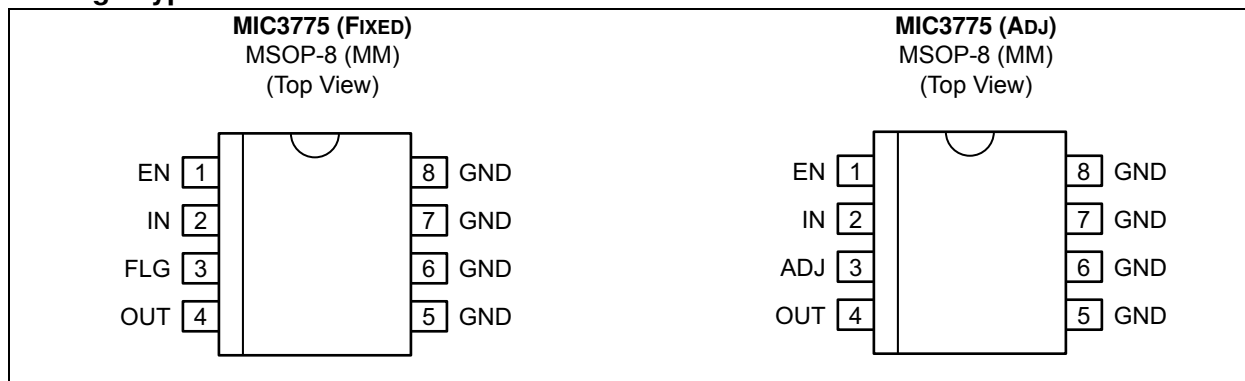 MIC3775 (FIXED)
MSOP-8 (MM)
(Top View)
EN 1 8 GND
IN 2 7 GND
FLG 3 6 GND
OUT 4 5 GND
MIC3775 (ADJ)
MSOP-8 (MM)
(Top View)
EN 1 8 GND
IN 2 7 GND
ADJ 3 6 GND
OUT 4 5 GND